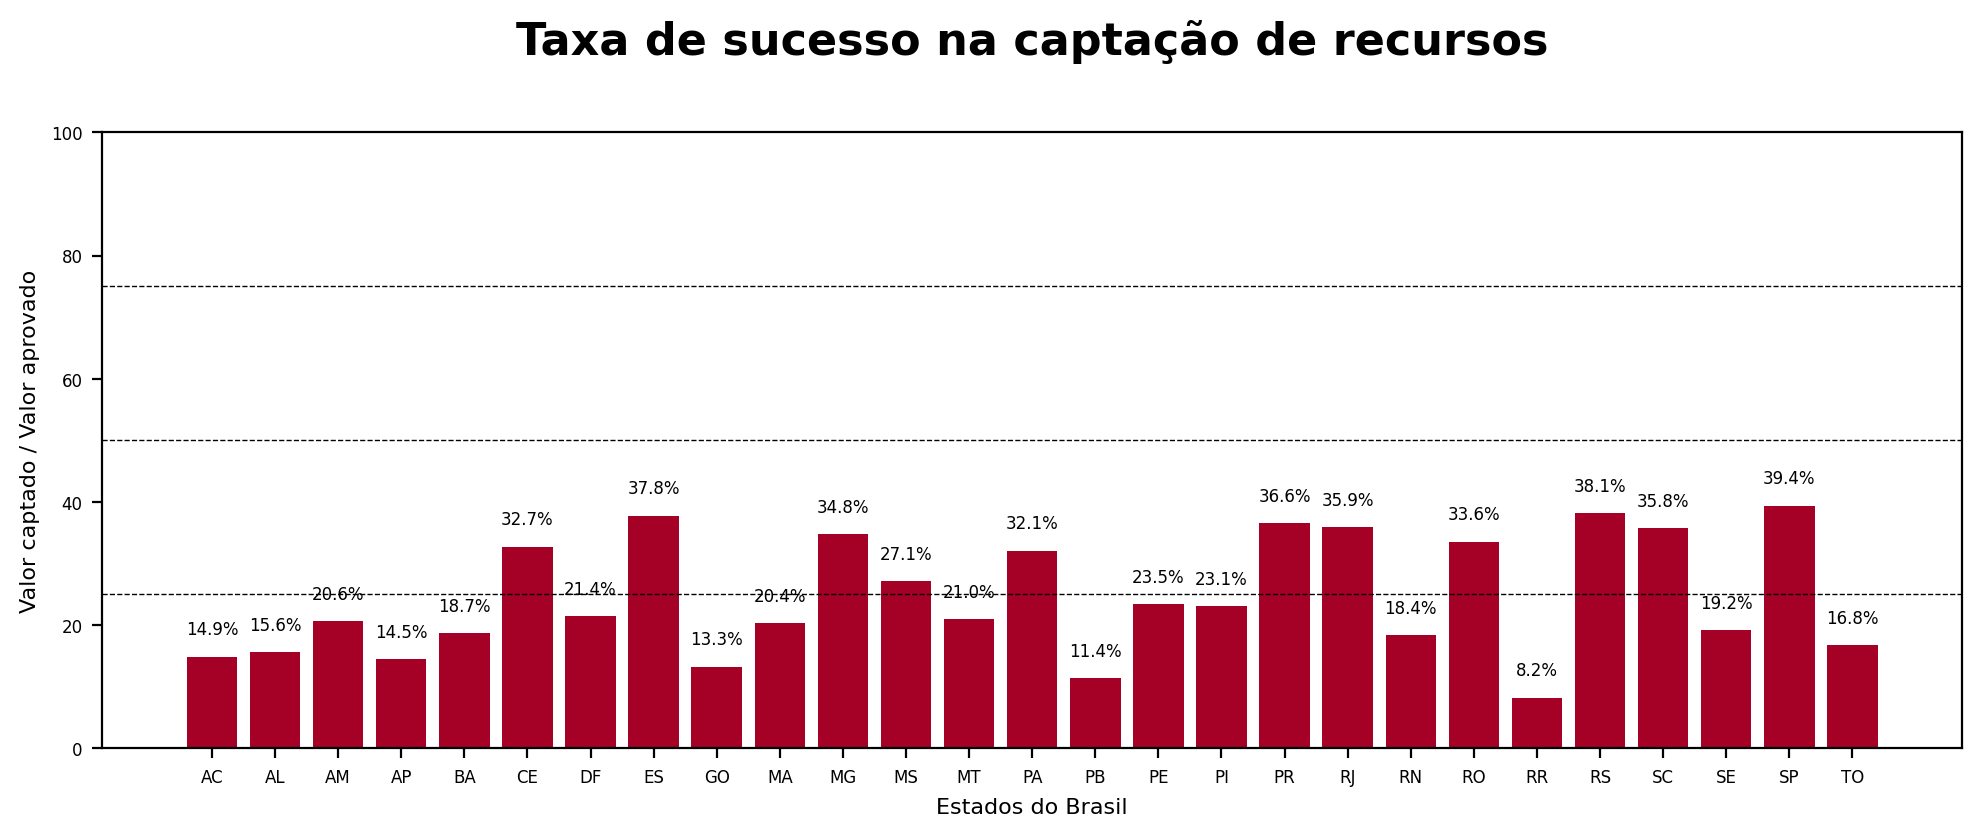 Taxa de sucesso na captação de recursos
Valor captado / Valor aprovado
100
80
60
40
20
0
14.9% 15.6% 20.6% 14.5% 18.7% 32.7% 21.4% 37.8% 13.3% 20.4% 34.8% 27.1% 21.0% 32.1% 11.4% 23.5% 23.1% 36.6% 35.9% 18.4% 33.6% 8.2% 38.1% 35.8% 19.2% 39.4% 16.8%
AC AL AM AP BA CE DF ES GO MA MG MS MT PA PB PE PI PR RJ RN RO RR RS SC SE SP TO
Estados do Brasil